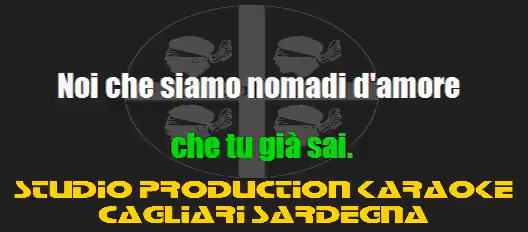 Noi che siamo nomadi d'amore
che tu già sai.
STUDIO PRODUCTION KARAOKE
CAGLIARI SARDEGNA